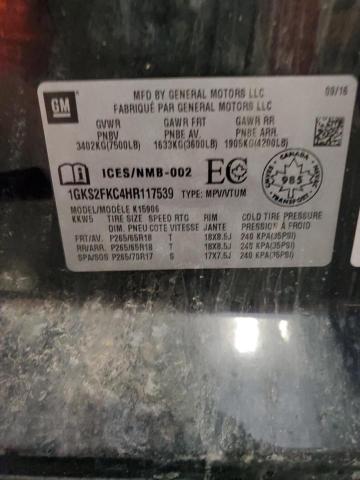 GM
MFD BY GENERAL MOTORS LLC
FABRIQUÉ PAR GENERAL MOTORS LLC
09/16
GVWR GAWR FRT GAWR RR
PNBV PNBE AV. PNBE ARR.
3402KG(7500LB) 1633KG(3600LB) 1905KG(4200LB)
ICES/NMB-002 EC
CANADA
985
TRANSPORT
1GKS2FKC4HR117539 TYPE: MPV/VTUM
MODEL/MODÈLE K15906
KKW5 TIRE SIZE SPEED RTG RIM COLD TIRE PRESSURE
DIM. PNEU COTE VITESSE JANTE PRESSION À FROID
FRT/AV. P265/65R18 T 18X8.5J 240 KPA(35PSI)
RR/ARR. P265/65R18 T 18X8.5J 240 KPA(35PSI)
SPA/SOS P265/70R17 S 17X7.5J 240 KPA(35PSI)